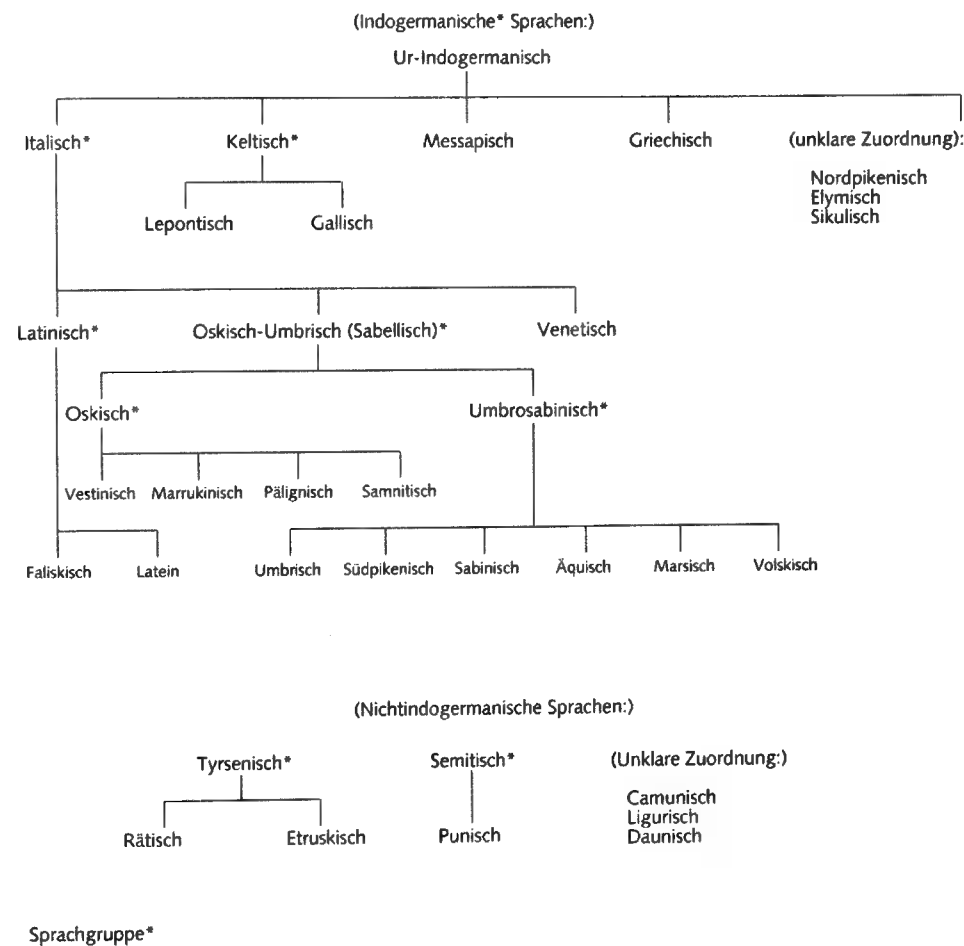 (Indogermanische* Sprachen:)
Ur-Indogermanisch
Italisch* Keltisch* Messapisch Griechisch (unklare Zuordnung):
Nordpikenisch
Elymisch
Sikulisch
Lepontisch Gallisch
Latinisch* Oskisch-Umbrisch (Sabellisch)* Venetisch
Oskisch* Umbrosabinisch*
Vestinisch Marrukinisch Pälignisch Samnitisch
Faliskisch Latein Umbrisch Südpikenisch Sabinisch Äquisch Marsisch Volskisch
(Nichtindogermanische Sprachen:)
Tyrsenisch* Semitisch* (Unklare Zuordnung:)
Camunisch
Ligurisch
Daunisch
Rätisch Etruskisch Punisch
Sprachgruppe*